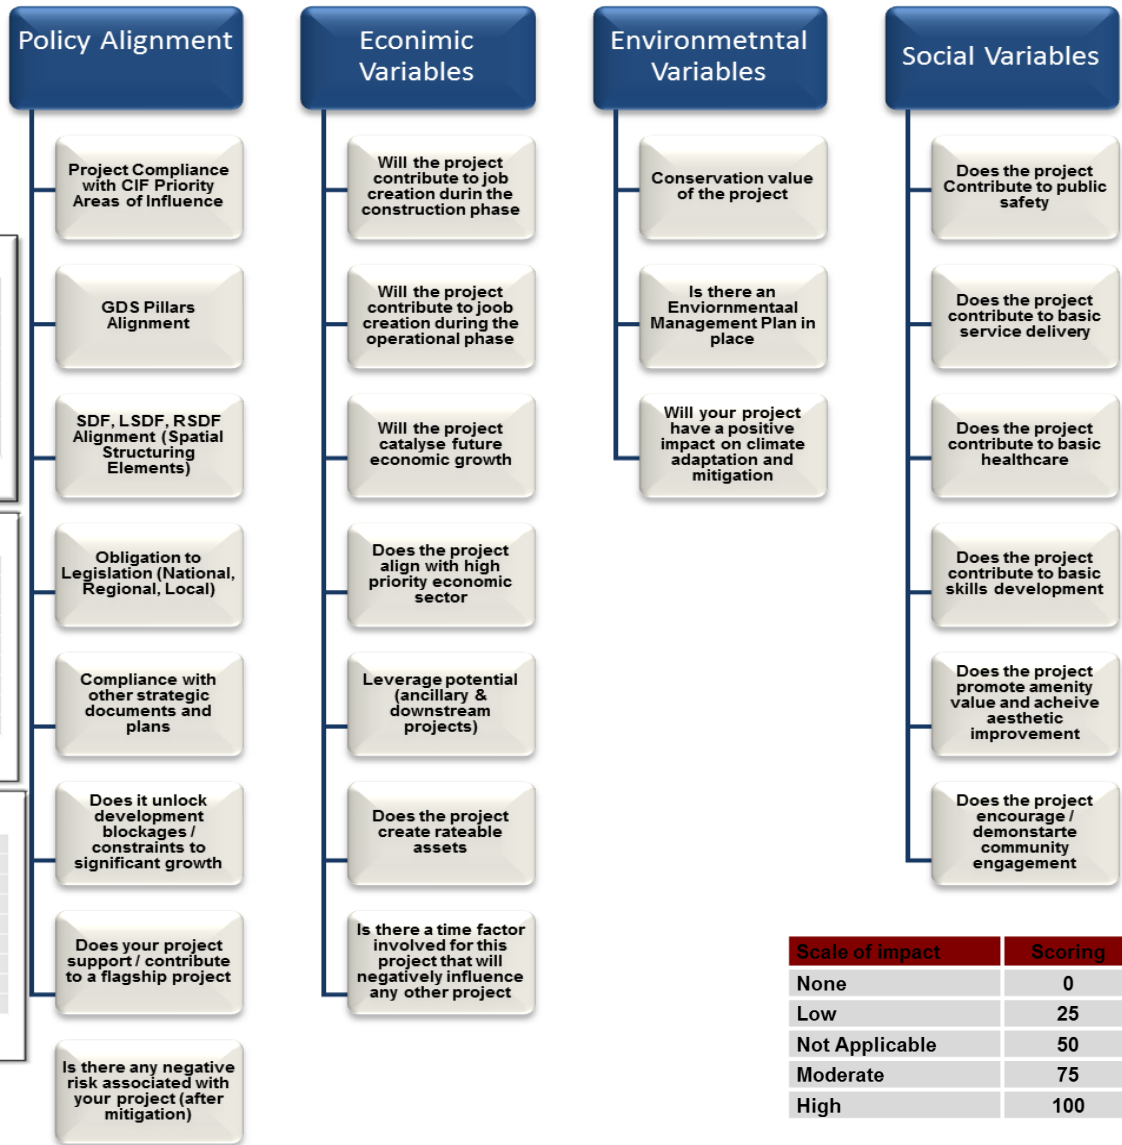 Policy Alignment
Project Compliance
with CIF Priority
Areas of Influence
GDS Pillars
Alignment
SDF, LSDF, RSDF
Alignment (Spatial
Structuring
Elements)
Obligation to
Legislation (National,
Regional, Local)
Compliance with
other strategic
documents and
plans
Does it unlock
development
blockages /
constraints to
significant growth
Does your project
support / contribute
to a flagship project
Is there any negative
risk associated with
your project (after
mitigation)
Econimic
Variables
Will the project
contribute to job
creation durin the
construction phase
Will the project
contribute to joob
creation during the
operational phase
Will the project
catalyse future
economic growth
Does the project
align with high
priority economic
sector
Leverage potential
(ancillary &
downstream
projects)
Does the project
create rateable
assets
Is there a time factor
involved for this
project that will
negatively influence
any other project
Environmetntal
Variables
Conservation value
of the project
Is there an
Enviornmentaal
Management Plan in
place
Will your project
have a positive
impact on climate
adaptation and
mitigation
Social Variables
Does the project
Contribute to public
safety
Does the project
contribute to basic
service delivery
Does the project
contribute to basic
healthcare
Does the project
contribute to basic
skills development
Does the project
promote amenity
value and acheive
aesthetic
improvement
Does the project
encourage /
demonstarte
community
engagement
Scale of impact Scoring
None 0
Low 25
Not Applicable 50
Moderate 75
High 100